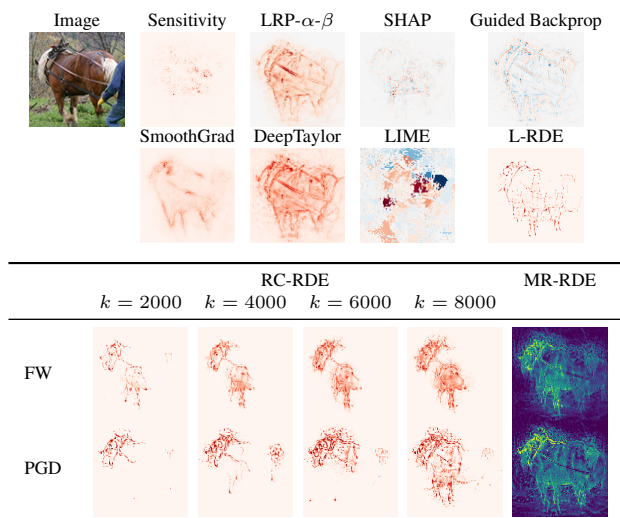 Image Sensitivity LRP-α-β SHAP Guided Backprop
SmoothGrad DeepTaylor LIME L-RDE
RC-RDE MR-RDE
k = 2000 k = 4000 k = 6000 k = 8000
FW
PGD